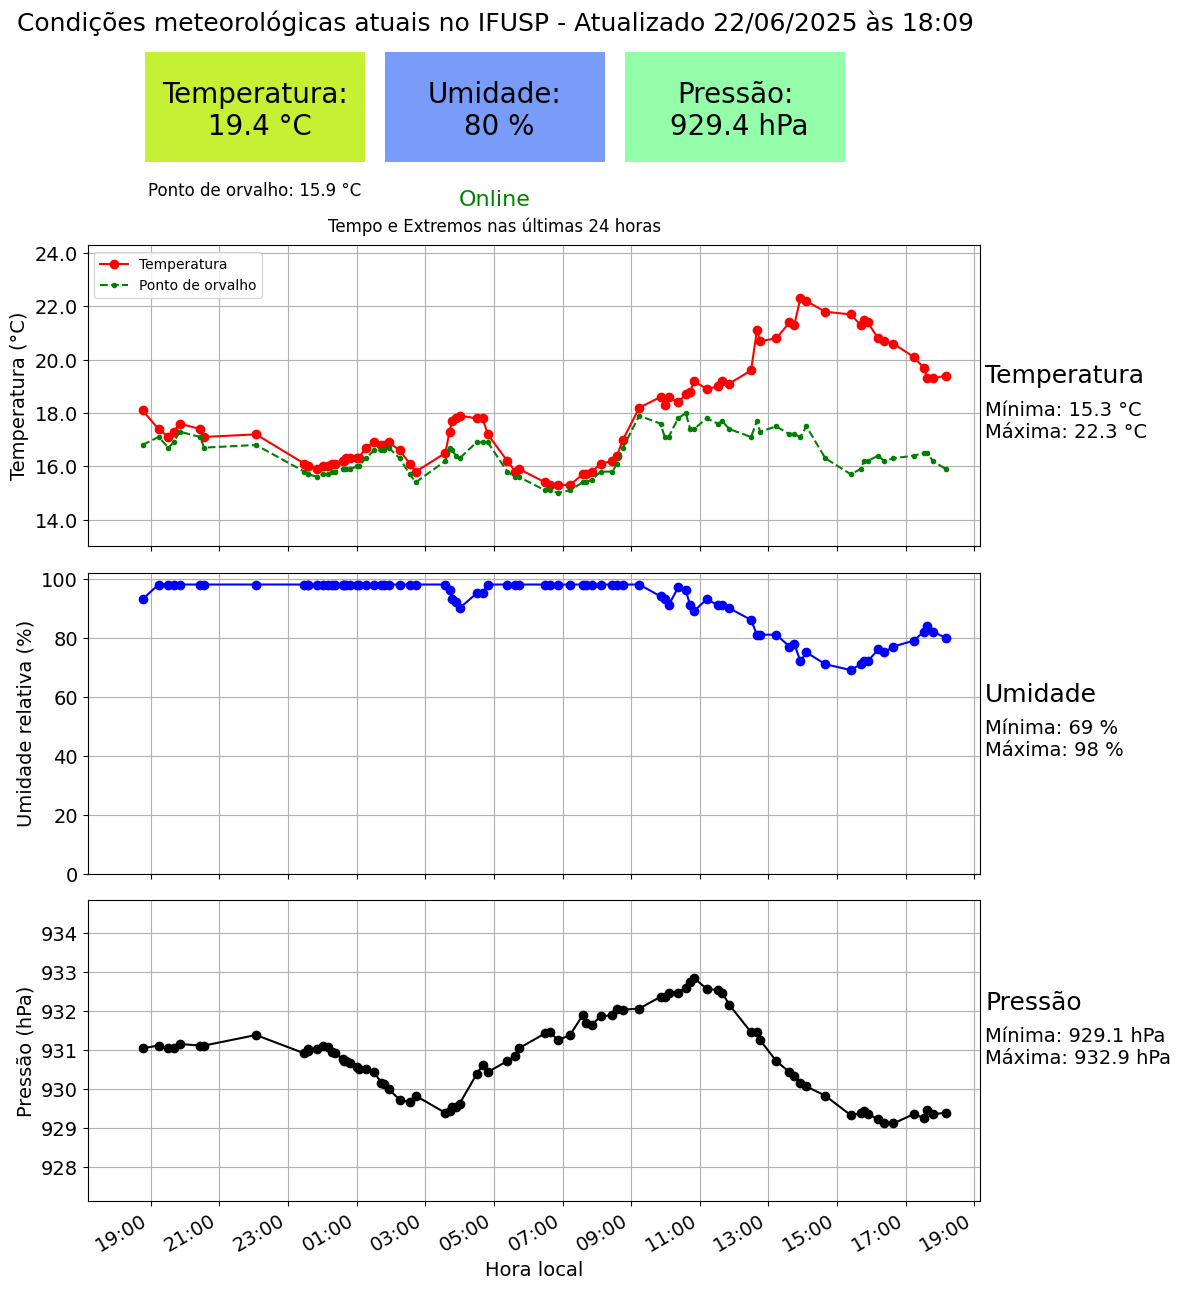 Condições meteorológicas atuais no IFUSP - Atualizado 22/06/2025 às 18:09
Temperatura:
19.4 °C
Umidade:
80 %
Pressão:
929.4 hPa
Ponto de orvalho: 15.9 °C
Online
Tempo e Extremos nas últimas 24 horas
Temperatura (°C)
24.0
22.0
20.0
18.0
16.0
14.0
Temperatura
Ponto de orvalho
Temperatura
Mínima: 15.3 °C
Máxima: 22.3 °C
Umidade relativa (%)
100
80
60
40
20
0
Umidade
Mínima: 69 %
Máxima: 98 %
Pressão (hPa)
934
933
932
931
930
929
928
Pressão
Mínima: 929.1 hPa
Máxima: 932.9 hPa
19:00
21:00
23:00
01:00
03:00
05:00
07:00
09:00
11:00
13:00
15:00
17:00
19:00
Hora local